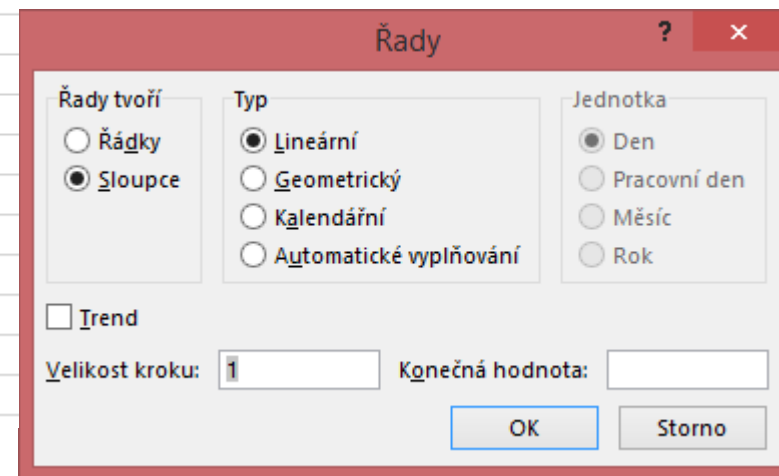 Řady
?
×
Řady tvoří
Řádky
Sloupce
Typ
Lineární
Geometrický
Kalendářní
Automatické vyplňování
Jednotka
Den
Pracovní den
Měsíc
Rok
Trend
Velikost kroku: 1
Konečná hodnota:
OK
Storno